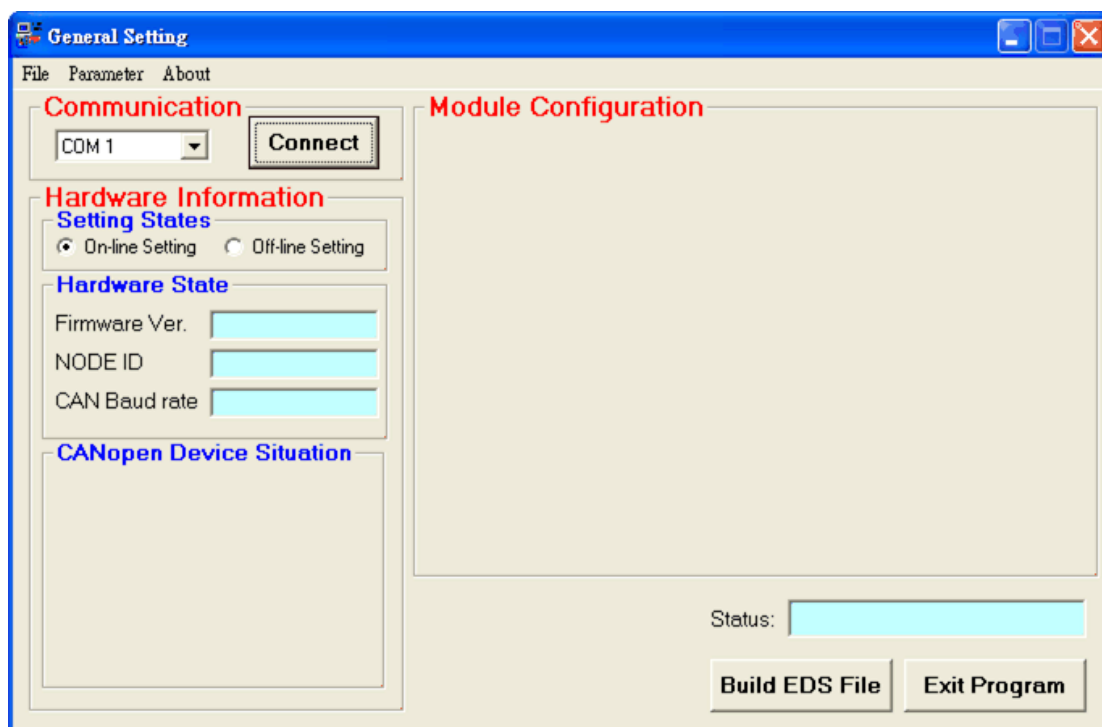 General Setting
File Parameter About
Communication
COM 1
Connect
Hardware Information
Setting States
On-line Setting Off-line Setting
Hardware State
Firmware Ver.
NODE ID
CAN Baud rate
CANopen Device Situation
Module Configuration
Status:
Build EDS File Exit Program